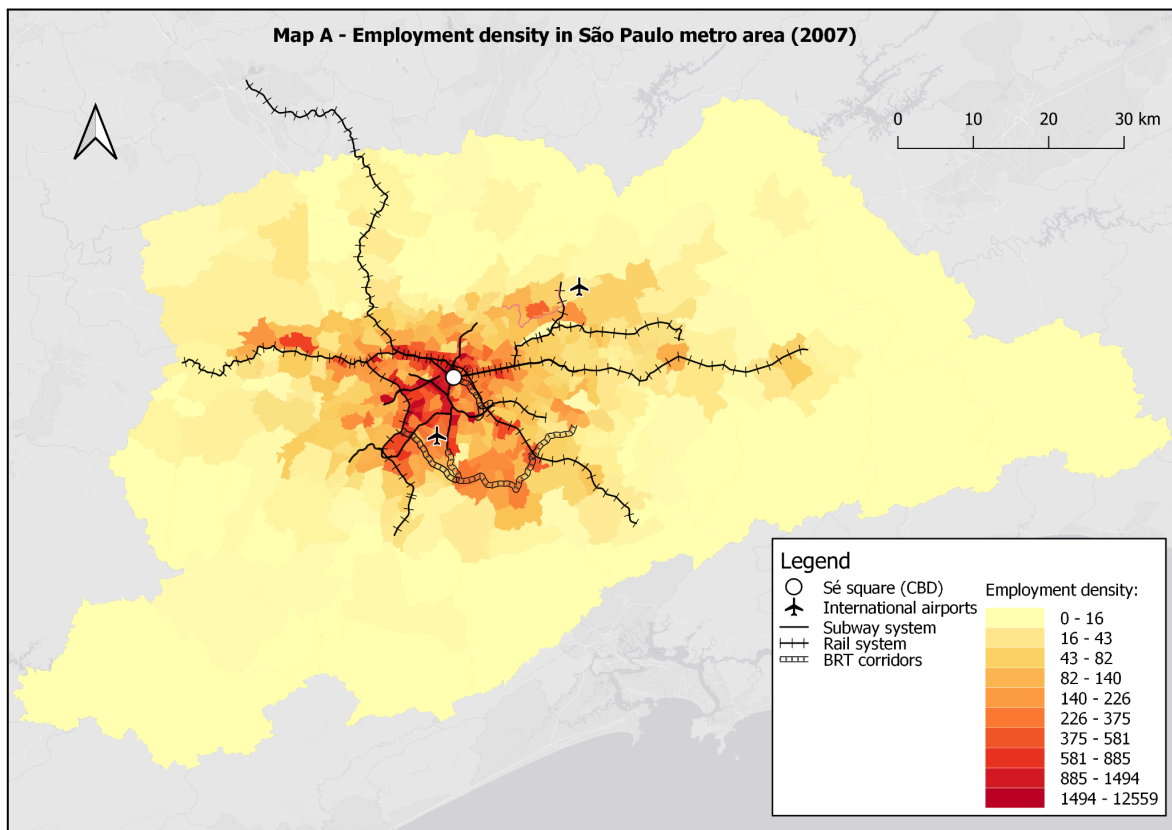 Map A - Employment density in São Paulo metro area (2007)
0 10 20 30 km
Legend
Sé square (CBD)
International airports
Subway system
Rail system
BRT corridors
Employment density:
0 - 16
16 - 43
43 - 82
82 - 140
140 - 226
226 - 375
375 - 581
581 - 885
885 - 1494
1494 - 12559